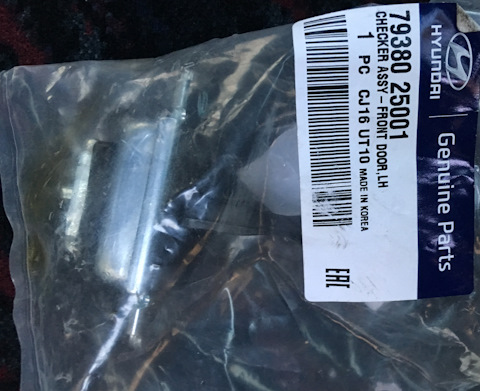 HYUNDAI | Genuine Parts
79380 25001
CHECKER ASSY-FRONT DOOR,LH
1 PC CJ16 UT10 MADE IN KOREA
EAC